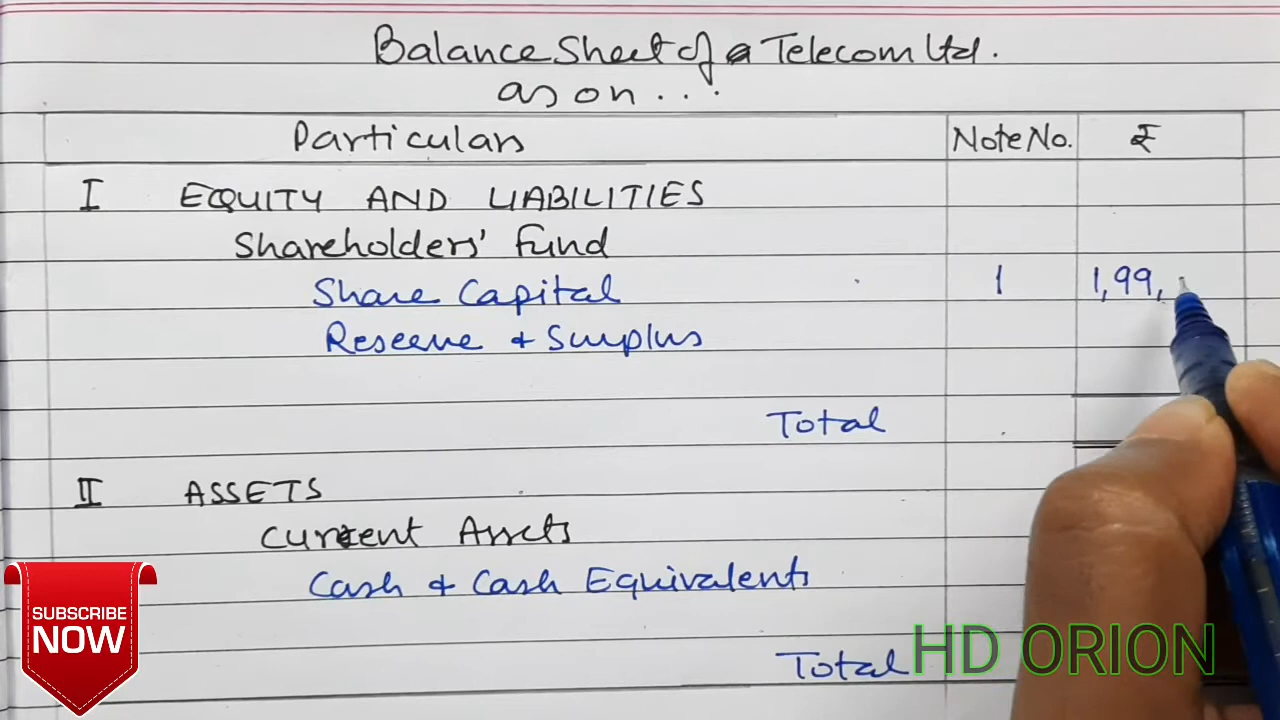 Balance Sheet of a Telecom Ltd.
as on...
Particulars Note No. ₹
I EQUITY AND LIABILITIES
Shareholders' Fund
Share Capital 1 1,99,
Reserve & Surplus
Total
II ASSETS
Current Assets
Cash & Cash Equivalents
Total
SUBSCRIBE
NOW
HD ORION